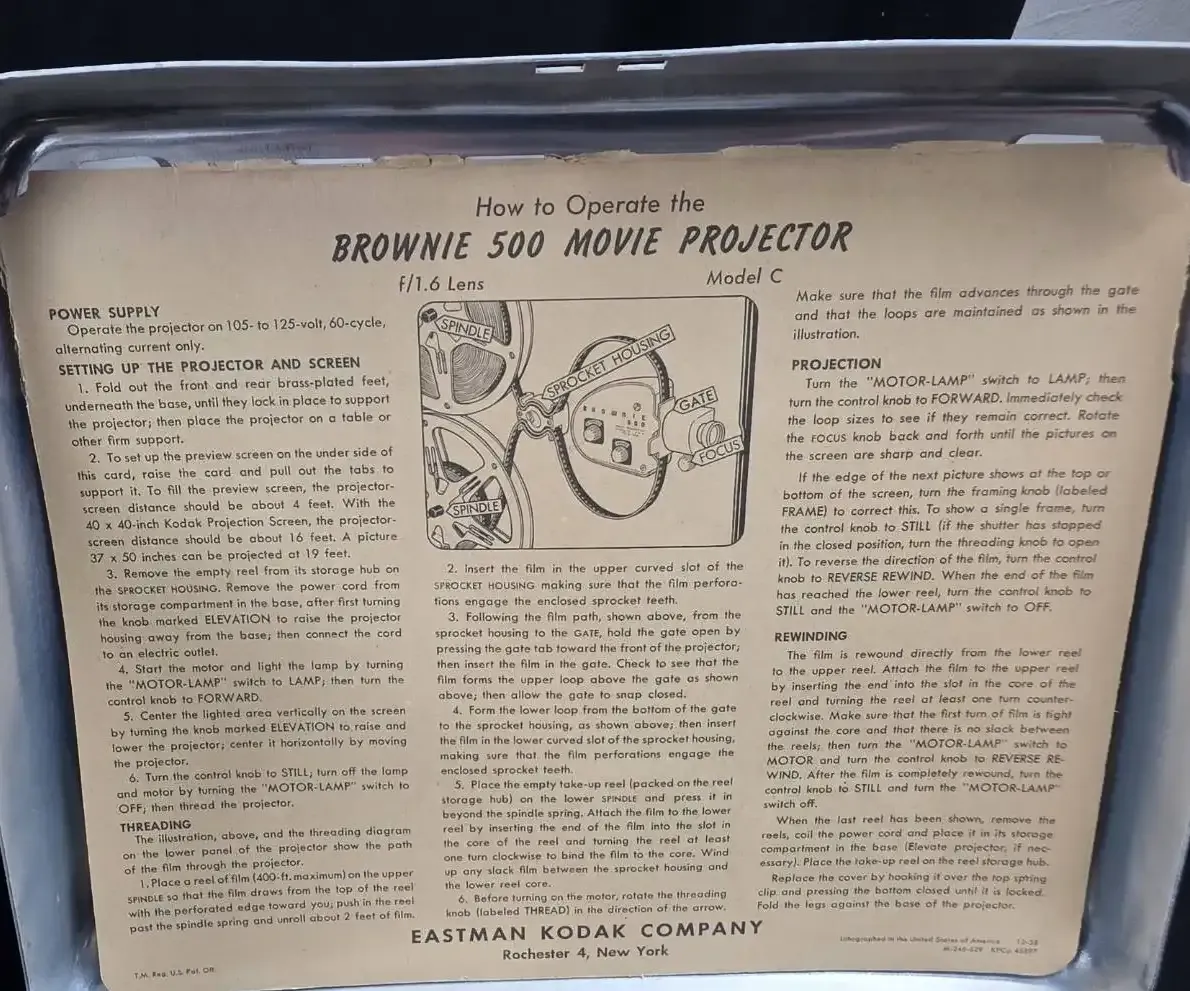 How to Operate the
BROWNIE 500 MOVIE PROJECTOR
f/1.6 Lens
Model C
POWER SUPPLY
Operate the projector on 105- to 125-volt, 60-cycle,
alternating current only.
SETTING UP THE PROJECTOR AND SCREEN
1. Fold out the front and rear brass-plated feet,
underneath the base, until they lock in place to support
the projector; then place the projector on a table or
other firm support.
2. To set up the preview screen on the under side of
this card, raise the card and pull out the tabs to
support it. To fill the preview screen, the projector-
screen distance should be about 4 feet. With the
40 x 40-inch Kodak Projection Screen, the projector-
screen distance should be about 16 feet. A picture
37 x 50 inches can be projected at 19 feet.
3. Remove the empty reel from its storage hub on
the SPROCKET HOUSING. Remove the power cord from
its storage compartment in the base, after first turning
the knob marked ELEVATION to raise the projector
housing away from the base; then connect the cord
to an electric outlet.
4. Start the motor and light the lamp by turning
the "MOTOR-LAMP" switch to LAMP; then turn the
control knob to FORWARD.
5. Center the lighted area vertically on the screen
by turning the knob marked ELEVATION to raise and
lower the projector; center it horizontally by moving
the projector.
6. Turn the control knob to STILL; turn off the lamp
and motor by turning the "MOTOR-LAMP" switch to
OFF; then thread the projector.
THREADING
The illustration, above, and the threading diagram
on the lower panel of the projector show the path
of the film through the projector.
1. Place a reel of film (400-ft. maximum) on the upper
SPINDLE so that the film draws from the top of the reel
with the perforated edge toward you; push in the reel
past the spindle spring and unroll about 2 feet of film.
SPINDLE
SPROCKET HOUSING
GATE
FOCUS
SPINDLE
BROWNIE
500
2. Insert the film in the upper curved slot of the
SPROCKET HOUSING making sure that the film perfora-
tions engage the enclosed sprocket teeth.
3. Following the film path, shown above, from the
sprocket housing to the GATE, hold the gate open by
pressing the gate tab toward the front of the projector;
then insert the film in the gate. Check to see that the
film forms the upper loop above the gate as shown
above; then allow the gate to snap closed.
4. Form the lower loop from the bottom of the gate
to the sprocket housing, as shown above; then insert
the film in the lower curved slot of the sprocket housing,
making sure that the film perforations engage the
enclosed sprocket teeth.
5. Place the empty take-up reel (packed on the reel
storage hub) on the lower SPINDLE and press it in
beyond the spindle spring. Attach the film to the lower
reel by inserting the end of the film into the slot in
the core of the reel and turning the reel at least
one turn clockwise to bind the film to the core. Wind
up any slack film between the sprocket housing and
the lower reel core.
6. Before turning on the motor, rotate the threading
knob (labeled THREAD) in the direction of the arrow.
Make sure that the film advances through the gate
and that the loops are maintained as shown in the
illustration.
PROJECTION
Turn the "MOTOR-LAMP" switch to LAMP; then
turn the control knob to FORWARD. Immediately check
the loop sizes to see if they remain correct. Rotate
the FOCUS knob back and forth until the pictures on
the screen are sharp and clear.
If the edge of the next picture shows at the top or
bottom of the screen, turn the framing knob (labeled
FRAME) to correct this. To show a single frame, turn
the control knob to STILL (if the shutter has stopped
in the closed position, turn the threading knob to open
it). To reverse the direction of the film, turn the control
knob to REVERSE REWIND. When the end of the film
has reached the lower reel, turn the control knob to
STILL and the "MOTOR-LAMP" switch to OFF.
REWINDING
The film is rewound directly from the lower reel
to the upper reel. Attach the film to the upper reel
by inserting the end into the slot in the core of the
reel and turning the reel at least one turn counter-
clockwise. Make sure that the first turn of film is tight
against the core and that there is no slack between
the reels; then turn the "MOTOR-LAMP" switch to
MOTOR and turn the control knob to REVERSE RE-
WIND. After the film is completely rewound, turn the
control knob to STILL and turn the "MOTOR-LAMP"
switch off.
When the last reel has been shown, remove the
reels, coil the power cord and place it in its storage
compartment in the base (Elevate projector, if nec-
essary). Place the take-up reel on the reel storage hub.
Replace the cover by hooking it over the top spring
clip and pressing the bottom closed until it is locked.
Fold the legs against the base of the projector.
EASTMAN KODAK COMPANY
Rochester 4, New York
T.M. Reg. U.S. Pat. Off.
Lithographed in the United States of America